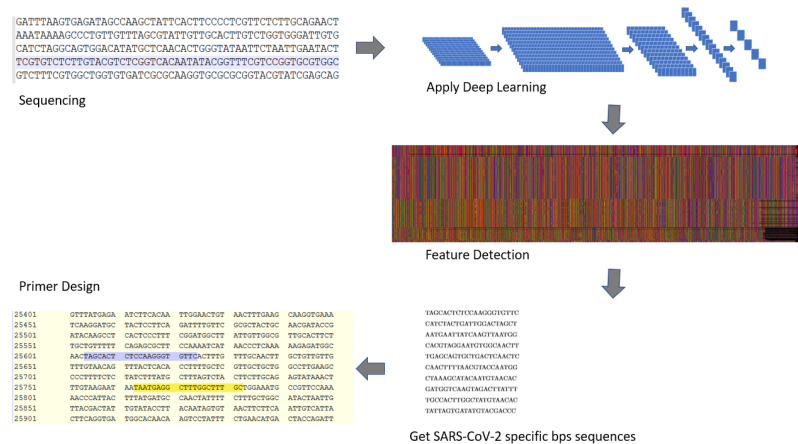 GATTTAAGTGAGATAGCCAAGCTATTCACTTCCCCTCGTTCTCTTGCAGAACT
AAATAAAAGCCCTGTTGTTTAGCGTATTGTTGCACTTGTCTGGTGGGATTGTG
CATCTAGGCAGTGGACATATGCTCAACACTGGGTATAATTCTAATTGAATACT
TCGTGTCTCTTGTACGTCTCGGTCACAATATACGGTTTCGTCCGGTGCGTGGC
GTCTTTCGTGGCTGGTGTGATCGCGCAAGGTGCGCGCGGTACGTATCGAGCAG
Sequencing
Apply Deep Learning
Feature Detection
Primer Design
25401 GTTTATGAGA ATCTTCACAA TTGGAACTGT AACTTTGAAG CAAGGTGAAA
25451 TCAAGGATGC TACTCCTTCA GATTTTGTTC GCGCTACTGC AACGATACCG
25501 ATACAAGCCT CACTCCCTTT CGGATGGCTT ATTGTTGGCG TTGCACTTCT
25551 TGCTGTTTTT CAGAGCGCTT CCAAAATCAT AACCCTCAAA AAGAGATGGC
25601 AACTAGCACT CTCCAAGGGT GTTCACTTTG TTTGCAACTT GCTGTTGTTG
25651 TTTGTAACAG TTTACTCACA CCTTTTGCTC GTTGCTGCTG GCCTTGAAGC
25701 CCCTTTTCTC TATCTTTATG CTTTAGTCTA CTTCTTGCAG AGTATAAACT
25751 TTGTAAGAAT AATAATGAGG CTTTGGCTTT GCTGGAAATG CCGTTCCAAA
25801 AACCCATTAC TTTATGATGC CAACTATTTT CTTTGCTGGC ATACTAATTG
25851 TTACGACTAT TGTATACCTT ACAATAGTGT AACTTCTTCA ATTGTCATTA
25901 CTTCAGGTGA TGGCACAACA AGTCCTATTT CTGAACATGA CTACCAGATT
TAGCACTCTCCAAGGGTGTTC
CATCTACTGATTGGACTAGCT
AATGAATTATCAAGTTAATGG
CACGTAGGAATGTGGCAACTT
TGAGCAGTGCTGACTCAACTC
CAACTTTTAACGTACCAATGG
CTAAAGCATACAATGTAACAC
GATGGTCAAGTAGACTTATTT
TGCCACTTGGCTATGTAACAC
TATTAGTGATATGTACGACCC
Get SARS-CoV-2 specific bps sequences